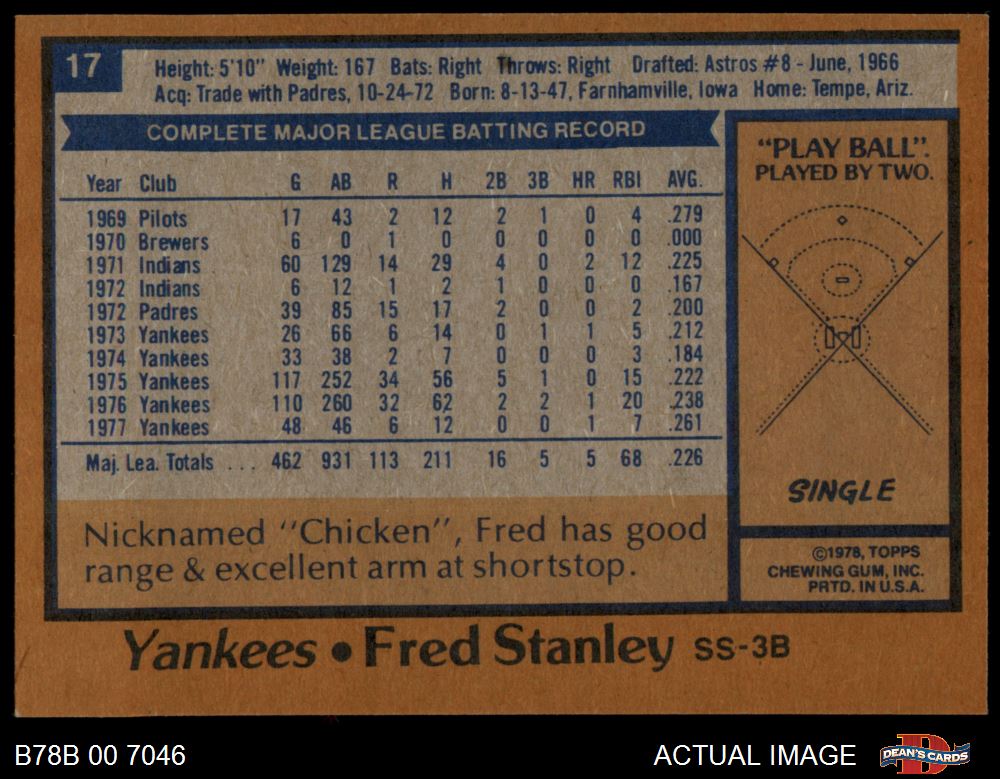 17
Height: 5'10" Weight: 167 Bats: Right Throws: Right Drafted: Astros #8 - June, 1966
Acq: Trade with Padres, 10-24-72 Born: 8-13-47, Farnhamville, Iowa Home: Tempe, Ariz.
COMPLETE MAJOR LEAGUE BATTING RECORD
Year Club G AB R H 2B 3B HR RBI AVG.
1969 Pilots 17 43 2 12 2 1 0 4 .279
1970 Brewers 6 0 1 0 0 0 0 0 .000
1971 Indians 60 129 14 29 4 0 2 12 .225
1972 Indians 6 12 1 2 1 0 0 0 .167
1972 Padres 39 85 15 17 2 0 0 2 .200
1973 Yankees 26 66 6 14 0 1 1 5 .212
1974 Yankees 33 38 2 7 0 0 0 3 .184
1975 Yankees 117 252 34 56 5 1 0 15 .222
1976 Yankees 110 260 32 62 2 2 1 20 .238
1977 Yankees 48 46 6 12 0 0 1 7 .261
Maj. Lea. Totals ... 462 931 113 211 16 5 5 68 .226
Nicknamed "Chicken", Fred has good
range & excellent arm at shortstop.
"PLAY BALL".
PLAYED BY TWO.
SINGLE
©1978, TOPPS
CHEWING GUM, INC.
PRTD. IN U.S.A.
Yankees • Fred Stanley SS-3B
B78B 00 7046
ACTUAL IMAGE
DEAN'S CARDS